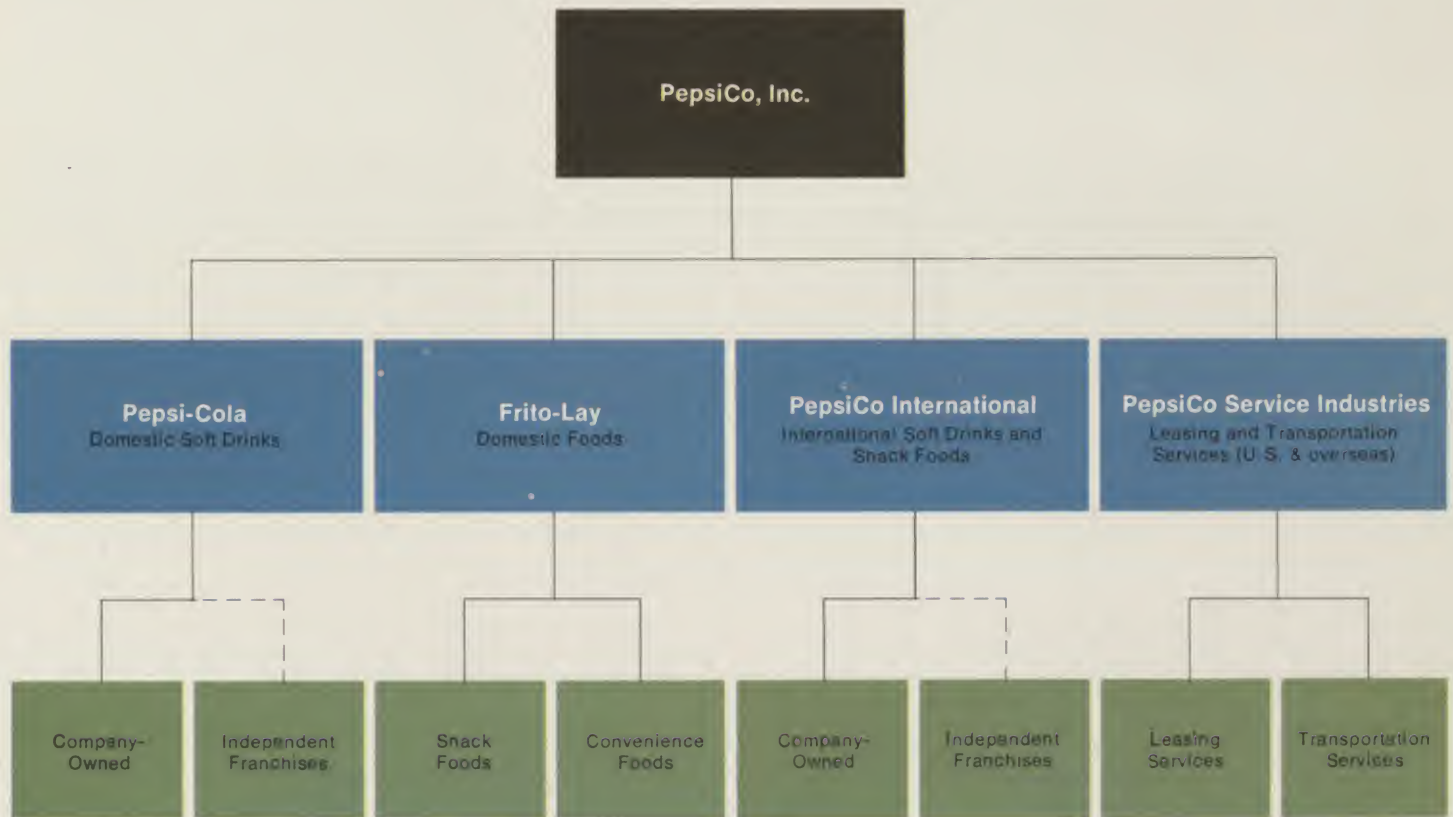 PepsiCo, Inc.
Pepsi-Cola
Domestic Soft Drinks
Frito-Lay
Domestic Foods
PepsiCo International
International Soft Drinks and
Snack Foods
PepsiCo Service Industries
Leasing and Transportation
Services (U.S. & overseas)
Company-
Owned
Independent
Franchises
Snack
Foods
Convenience
Foods
Company-
Owned
Independent
Franchises
Leasing
Services
Transportation
Services